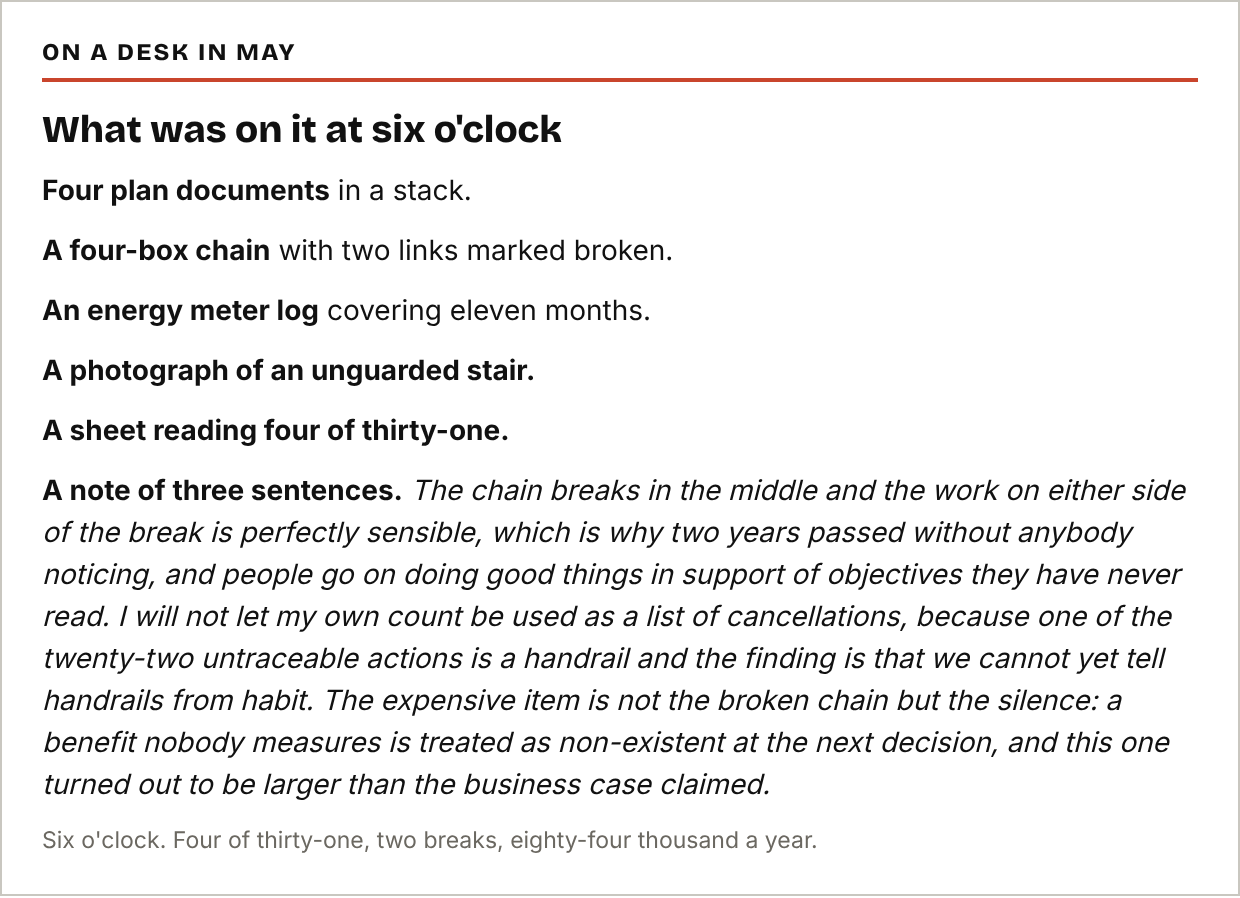 ON A DESK IN MAY
What was on it at six o'clock
Four plan documents in a stack.
A four-box chain with two links marked broken.
An energy meter log covering eleven months.
A photograph of an unguarded stair.
A sheet reading four of thirty-one.
A note of three sentences. The chain breaks in the middle and the work on either side
of the break is perfectly sensible, which is why two years passed without anybody
noticing, and people go on doing good things in support of objectives they have never
read. I will not let my own count be used as a list of cancellations, because one of the
twenty-two untraceable actions is a handrail and the finding is that we cannot yet tell
handrails from habit. The expensive item is not the broken chain but the silence: a
benefit nobody measures is treated as non-existent at the next decision, and this one
turned out to be larger than the business case claimed.
Six o'clock. Four of thirty-one, two breaks, eighty-four thousand a year.